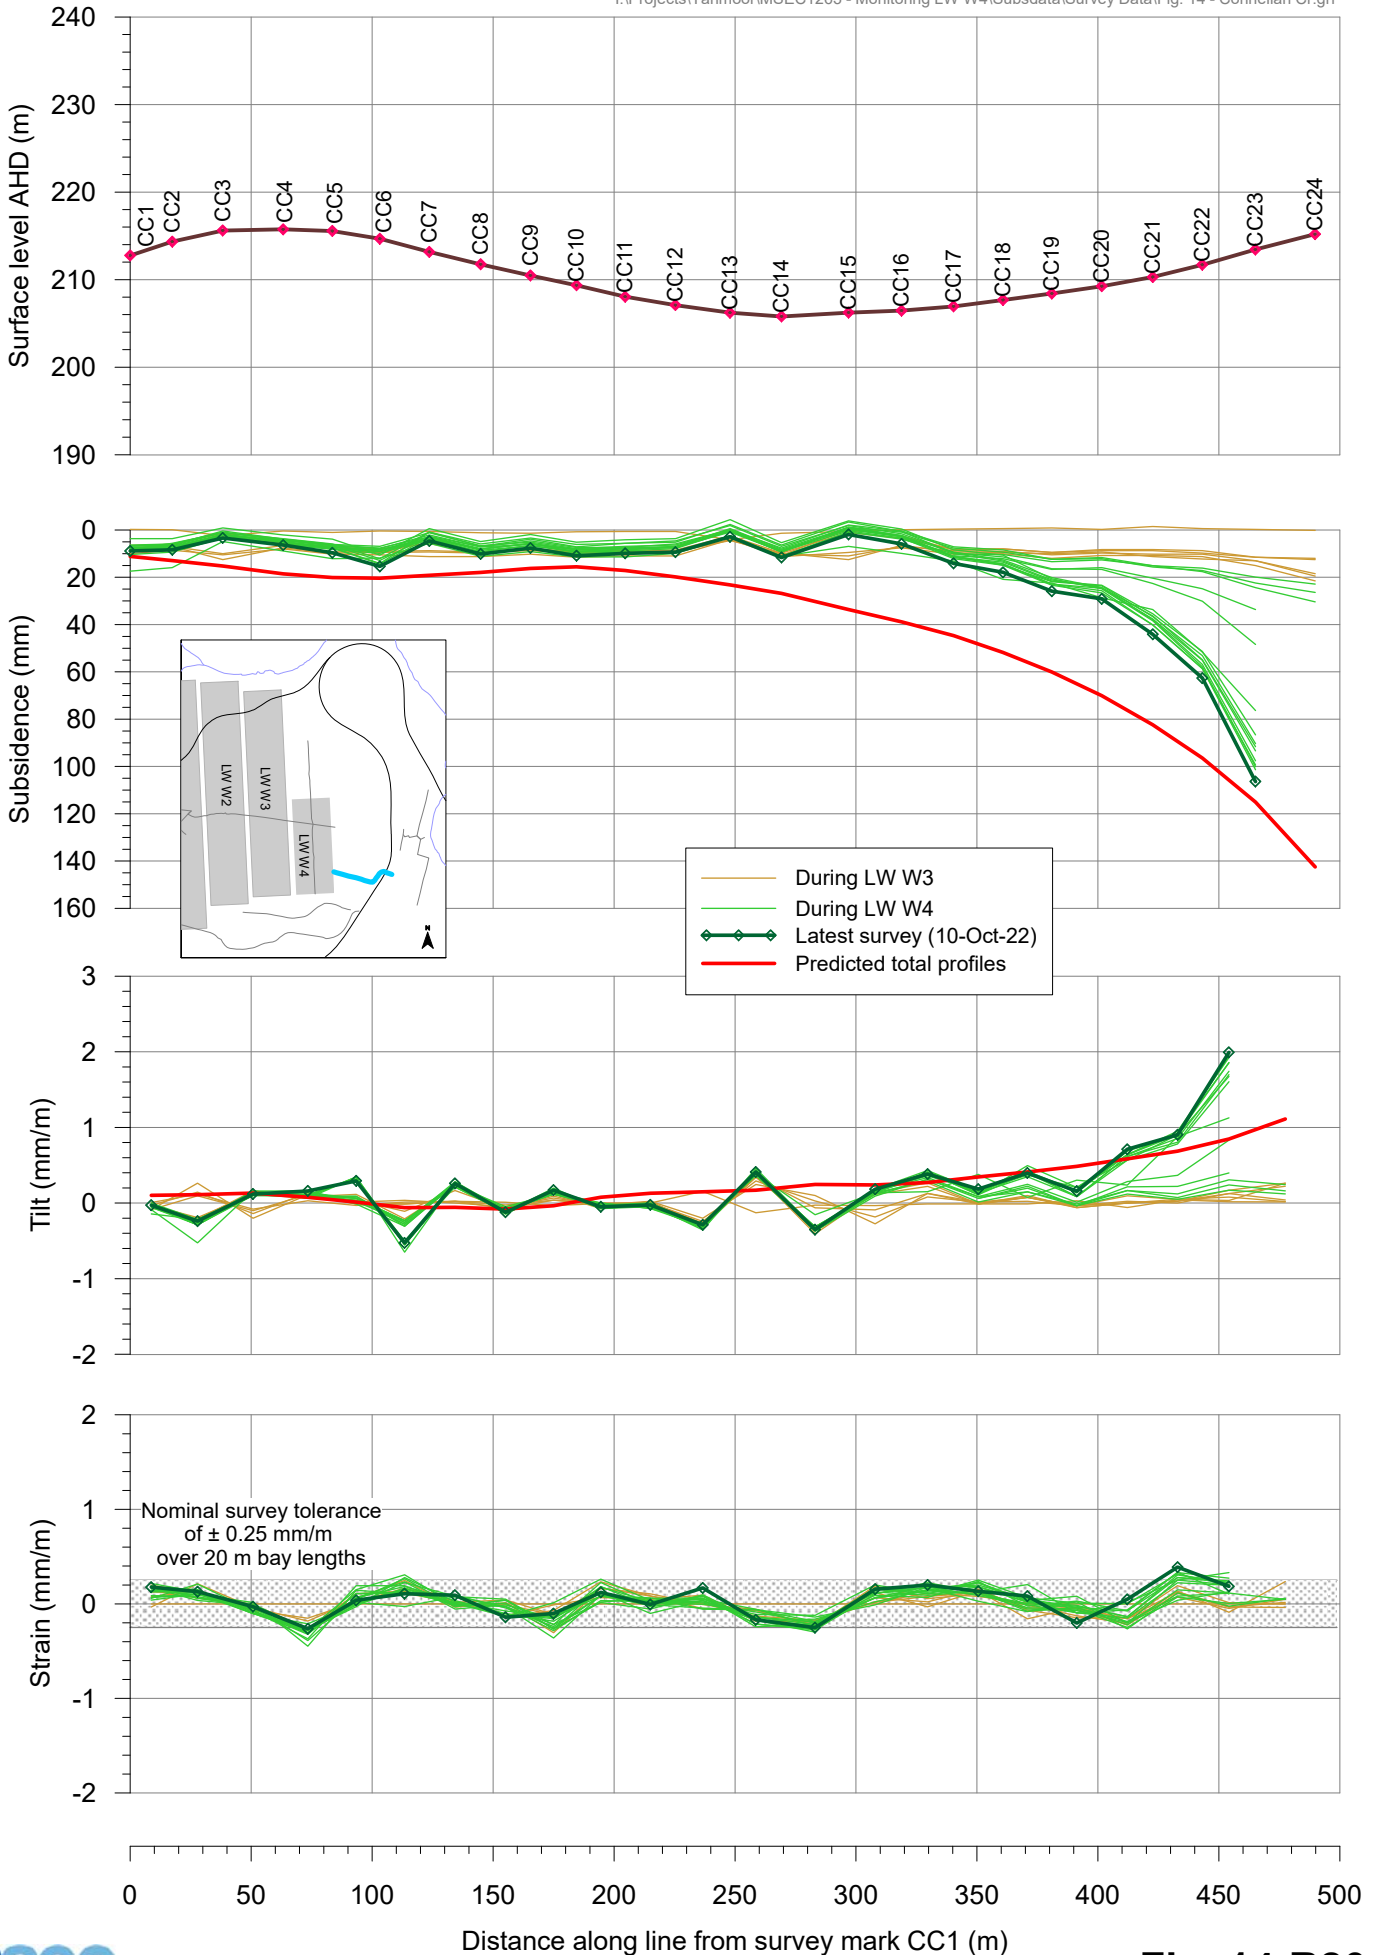 240
230
220
210
200
190
Surface level AHD (m)
CC1
CC2
CC3
CC4
CC5
CC6
CC7
CC8
CC9
CC10
CC11
CC12
CC13
CC14
CC15
CC16
CC17
CC18
CC19
CC20
CC21
CC22
CC23
CC24
0
20
40
60
80
100
120
140
160
Subsidence (mm)
LW W2
LW W3
LW W4
N
During LW W3
During LW W4
Latest survey (10-Oct-22)
Predicted total profiles
3
2
1
0
-1
-2
Tilt (mm/m)
2
1
0
-1
-2
Strain (mm/m)
Nominal survey tolerance
of ± 0.25 mm/m
over 20 m bay lengths
0 50 100 150 200 250 300 350 400 450 500
Distance along line from survey mark CC1 (m)